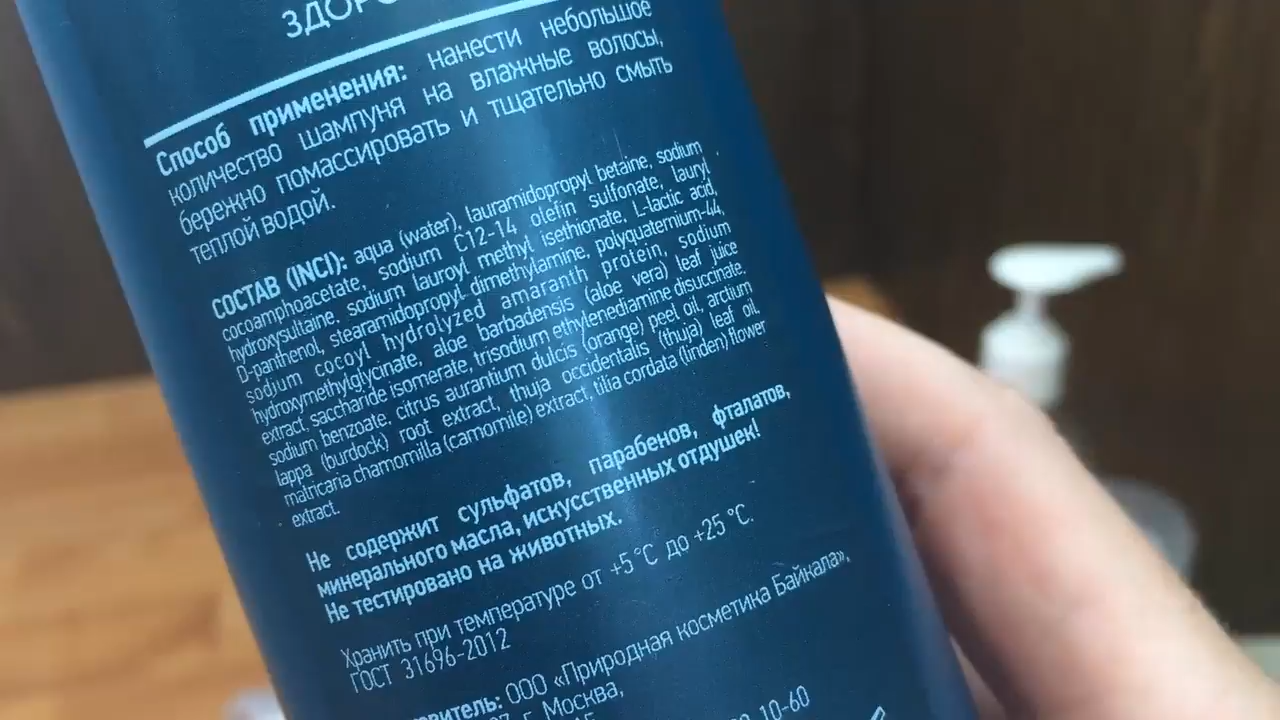 Способ применения: нанести небольшое
количество шампуня на влажные волосы,
бережно помассировать и тщательно смыть
теплой водой.
СОСТАВ (INCI): aqua (water), lauramidopropyl betaine, sodium
cocoamphoacetate, sodium C12-14 olefin sulfonate, lauryl
hydroxysultaine, sodium lauroyl methyl isethionate, L-lactic acid,
D-panthenol, stearamidopropyl dimethylamine, polyquaternium-44,
sodium cocoyl hydrolyzed amaranth protein, sodium
hydroxymethylglycinate, aloe barbadensis (aloe vera) leaf juice
extract, saccharide isomerate, trisodium ethylenediamine disuccinate,
sodium benzoate, citrus aurantium dulcis (orange) peel oil, arctium
lappa (burdock) root extract, thuja occidentalis (thuja) leaf oil,
matricaria chamomilla (camomile) extract, tilia cordata (linden) flower
extract.
Не содержит сульфатов, парабенов, фталатов,
минерального масла, искусственных отдушек!
Не тестировано на животных.
Хранить при температуре от +5 °C до +25 °C.
ГОСТ 31696-2012
ООО «Природная косметика Байкала»,
г. Москва,
10-60